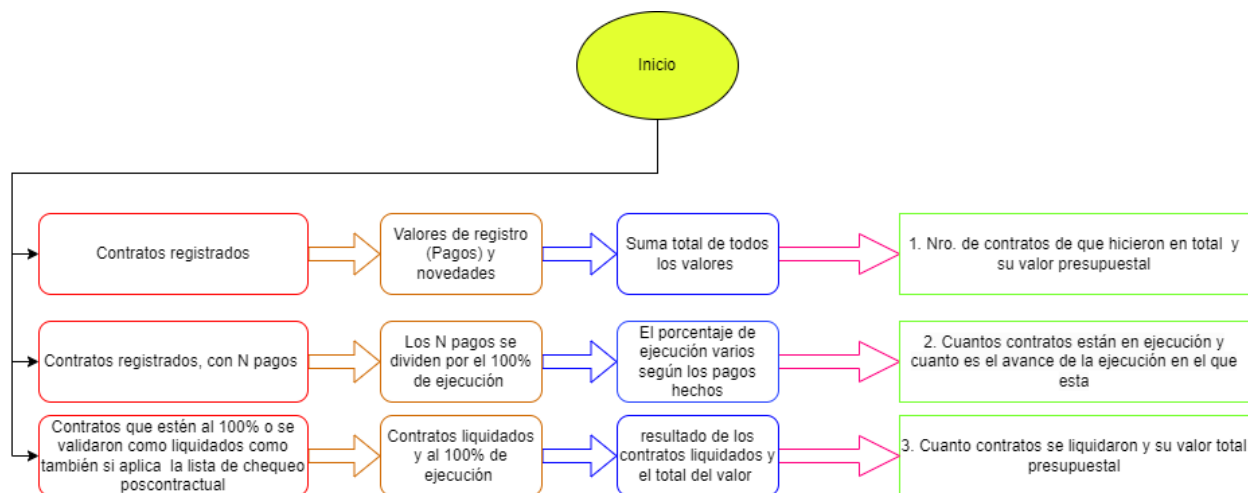 Inicio
Contratos registrados
Valores de registro
(Pagos) y
novedades
Suma total de todos
los valores
1. Nro. de contratos de que hicieron en total y
su valor presupuestal
Contratos registrados, con N pagos
Los N pagos se
dividen por el 100%
de ejecución
El porcentaje de
ejecución varios
según los pagos
hechos
2. Cuantos contratos están en ejecución y
cuanto es el avance de la ejecución en el que
esta
Contratos que estén al 100% o se
validaron como liquidados como
también si aplica la lista de chequeo
poscontractual
Contratos liquidados
y al 100% de
ejecución
resultado de los
contratos liquidados y
el total del valor
3. Cuanto contratos se liquidaron y su valor total
presupuestal